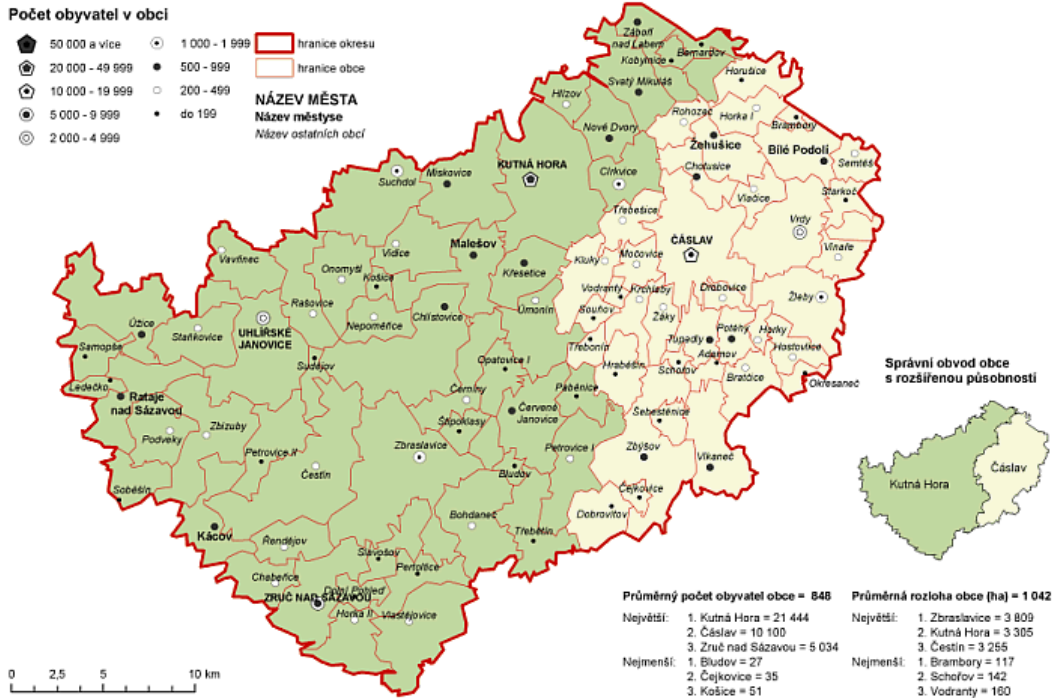 Počet obyvatel v obci
50 000 a více
20 000 - 49 999
10 000 - 19 999
5 000 - 9 999
2 000 - 4 999
1 000 - 1 999
500 - 999
200 - 499
do 199
hranice okresu
hranice obce
NÁZEV MĚSTA
Název městyse
Název ostatních obcí
Záboří
nad Labem
Bernardov
Kobylnice
Horušice
Svatý Mikuláš
Hlízov
Rohozec
Horka I
Brambory
Nové Dvory
Žehušice
Bílé Podolí
Semtěš
KUTNÁ HORA
Chotusice
Suchdol
Miskovice
Církvice
Starkoč
Vlačice
Třebešice
Vrdy
Malešov
ČÁSLAV
Vavřinec
Vidice
Vinaře
Onomyšl
Košice
Křesetice
Kluky
Močovice
Vodranty
Krchleby
Drobovice
Žleby
Rašovice
Chlístovice
Úmonín
Souňov
Žáky
Úžice
Staňkovice
UHLÍŘSKÉ
JANOVICE
Nepoměřice
Potěhy
Horky
Tupadly
Hostovlice
Samopše
Třebonín
Adamov
Sudějov
Opatovice I
Hraběšín
Schořov
Bratčice
Okresaneč
Ledečko
Rataje
nad Sázavou
Černíny
Paběnice
Červené
Janovice
Štipoklasy
Šebestěnice
Podveky
Zbizuby
Zbraslavice
Petrovice I
Zbýšov
Petrovice II
Čestín
Bludov
Vlkaneč
Soběšín
Čejkovice
Dobrovítov
Kácov
Bohdaneč
Třebětín
Řendějov
Slavošov
Pertoltice
Chabeřice
Dolní Pohleď
ZRUČ NAD SÁZAVOU
Horka II
Vlastějovice
0 5 10 km
2,5
Správní obvod obce
s rozšířenou působností
Kutná Hora
Čáslav
Průměrný počet obyvatel obce = 848
Největší: 1. Kutná Hora = 21 444
2. Čáslav = 10 100
3. Zruč nad Sázavou = 5 034
Nejmenší: 1. Bludov = 27
2. Čejkovice = 35
3. Košice = 51
Průměrná rozloha obce (ha) = 1 042
Největší: 1. Zbraslavice = 3 809
2. Kutná Hora = 3 305
3. Čestín = 3 255
Nejmenší: 1. Brambory = 117
2. Schořov = 142
3. Vodranty = 160